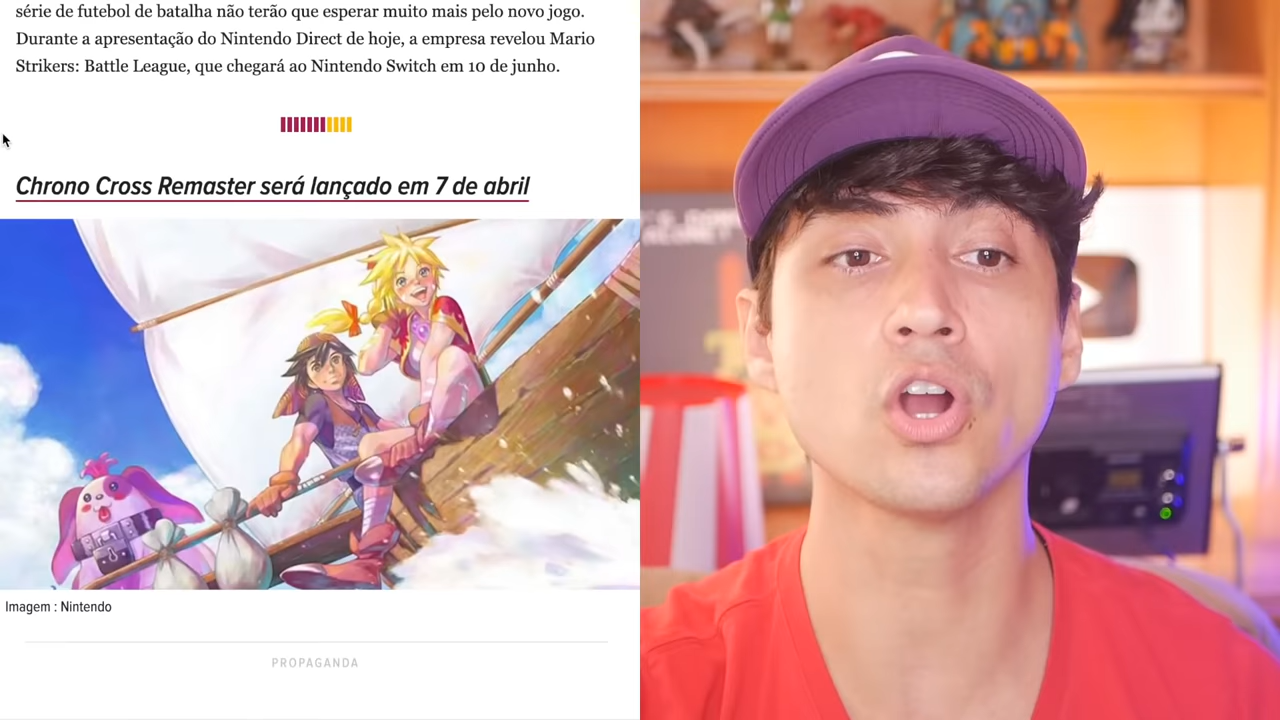 série de futebol de batalha não terão que esperar muito mais pelo novo jogo.
Durante a apresentação do Nintendo Direct de hoje, a empresa revelou Mario
Strikers: Battle League, que chegará ao Nintendo Switch em 10 de junho.
Chrono Cross Remaster será lançado em 7 de abril
Imagem : Nintendo
PROPAGANDA